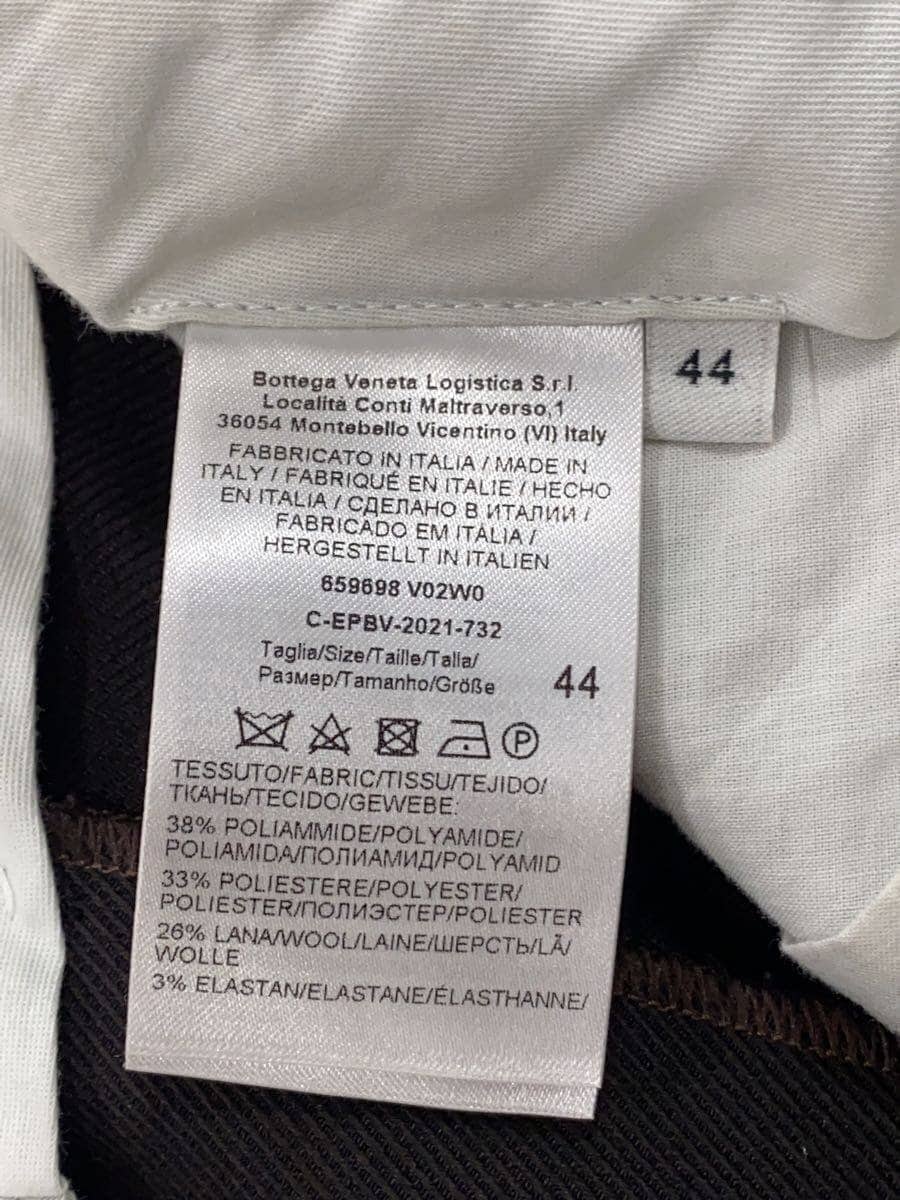 Bottega Veneta Logistica S.r.l.
Località Conti Maltraverso,1
36054 Montebello Vicentino (VI) Italy
FABBRICATO IN ITALIA / MADE IN
ITALY / FABRIQUÉ EN ITALIE / HECHO
EN ITALIA / СДЕЛАНО В ИТАЛИИ /
FABRICADO EM ITALIA /
HERGESTELLT IN ITALIEN
659698 V02W0
C-EPBV-2021-732
Taglia/Size/Taille/Talla/
Размер/Tamanho/Größe 44
P
TESSUTO/FABRIC/TISSU/TEJIDO/
ТКАНЬ/TECIDO/GEWEBE:
38% POLIAMMIDE/POLYAMIDE/
POLIAMIDA/ПОЛИАМИД/POLYAMID
33% POLIESTERE/POLYESTER/
POLIESTER/ПОЛИЭСТЕР/POLIESTER
26% LANA/WOOL/LAINE/ШЕРСТЬ/LÃ/
WOLLE
3% ELASTAN/ELASTANE/ÉLASTHANNE/
44